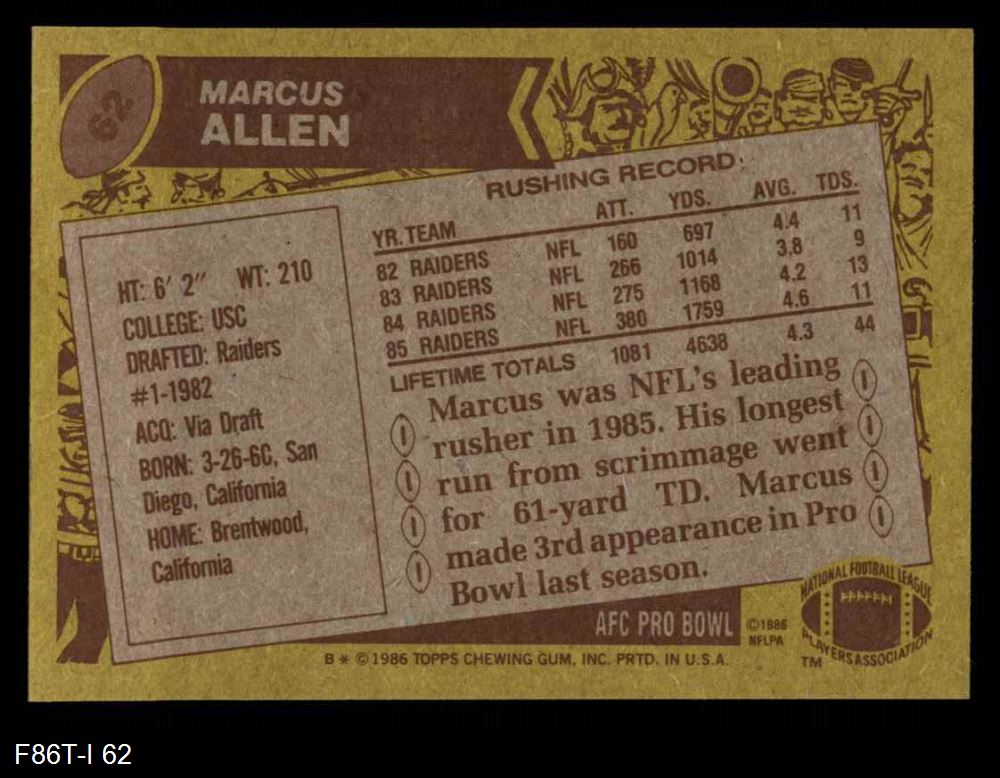 62
MARCUS
ALLEN
RUSHING RECORD
YR. TEAM ATT. YDS. AVG. TDS.
82 RAIDERS NFL 160 697 4.4 11
83 RAIDERS NFL 266 1014 3.8 9
84 RAIDERS NFL 275 1168 4.2 13
85 RAIDERS NFL 380 1759 4.6 11
LIFETIME TOTALS 1081 4638 4.3 44
HT: 6' 2" WT: 210
COLLEGE: USC
DRAFTED: Raiders
#1-1982
ACQ: Via Draft
BORN: 3-26-60, San
Diego, California
HOME: Brentwood,
California
Marcus was NFL's leading
rusher in 1985. His longest
run from scrimmage went
for 61-yard TD. Marcus
made 3rd appearance in Pro
Bowl last season.
AFC PRO BOWL
©1986
NFLPA
NATIONAL FOOTBALL LEAGUE
PLAYERS ASSOCIATION
TM
B * © 1986 TOPPS CHEWING GUM, INC. PRTD. IN U.S.A.
F86T-I 62